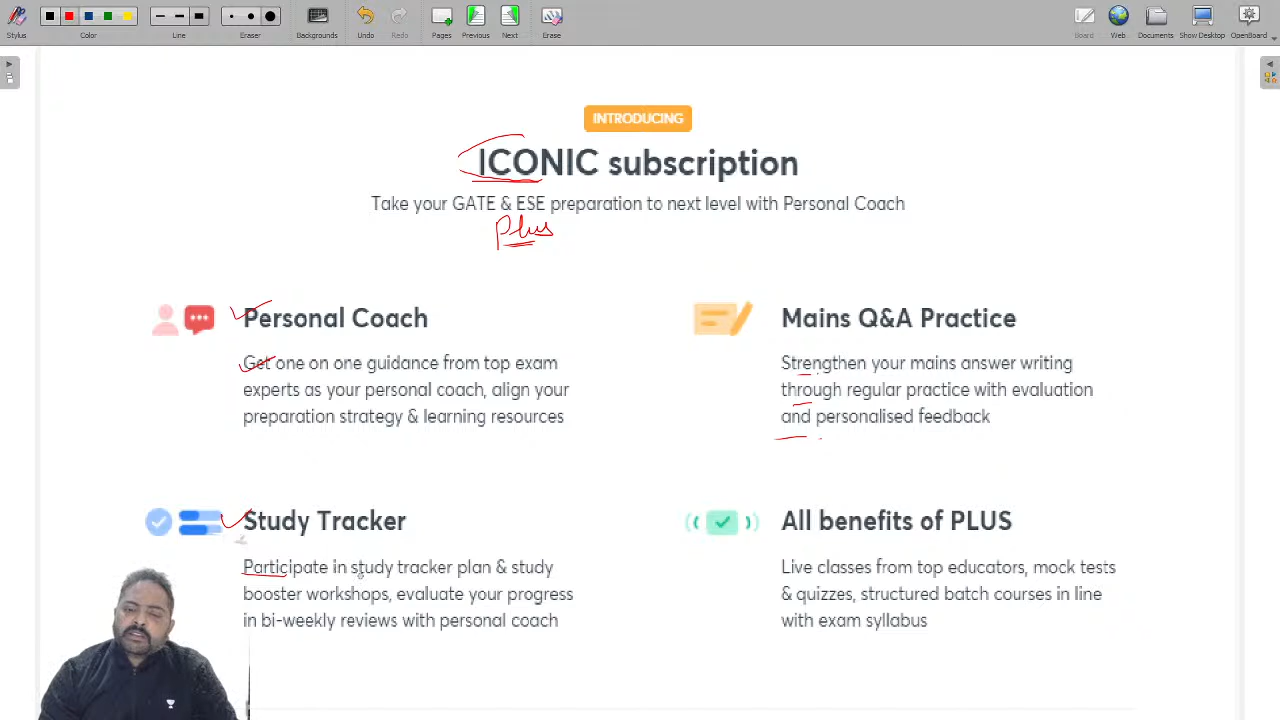 Stylus
Color
Line
Eraser
Backgrounds
Undo
Redo
Pages
Previous
Next
Erase
Board
Web
Documents
Show Desktop
OpenBoard
INTRODUCING
ICONIC subscription
Take your GATE & ESE preparation to next level with Personal Coach
Plus
Personal Coach
Get one on one guidance from top exam
experts as your personal coach, align your
preparation strategy & learning resources
Mains Q&A Practice
Strengthen your mains answer writing
through regular practice with evaluation
and personalised feedback
Study Tracker
Participate in study tracker plan & study
booster workshops, evaluate your progress
in bi-weekly reviews with personal coach
All benefits of PLUS
Live classes from top educators, mock tests
& quizzes, structured batch courses in line
with exam syllabus